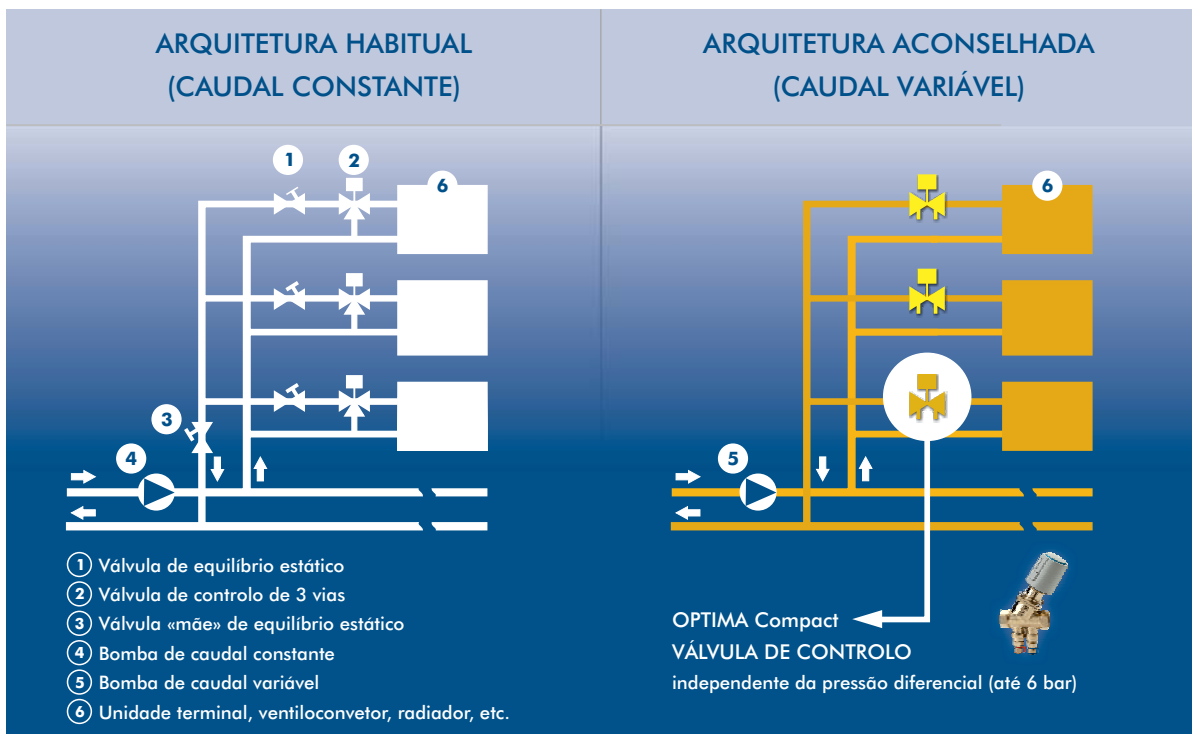 ARQUITETURA HABITUAL
(CAUDAL CONSTANTE)
ARQUITETURA ACONSELHADA
(CAUDAL VARIÁVEL)
1
2
6
3
4
6
5
1 Válvula de equilíbrio estático
2 Válvula de controlo de 3 vias
3 Válvula «mãe» de equilíbrio estático
4 Bomba de caudal constante
5 Bomba de caudal variável
6 Unidade terminal, ventiloconvetor, radiador, etc.
OPTIMA Compact
VÁLVULA DE CONTROLO
independente da pressão diferencial (até 6 bar)